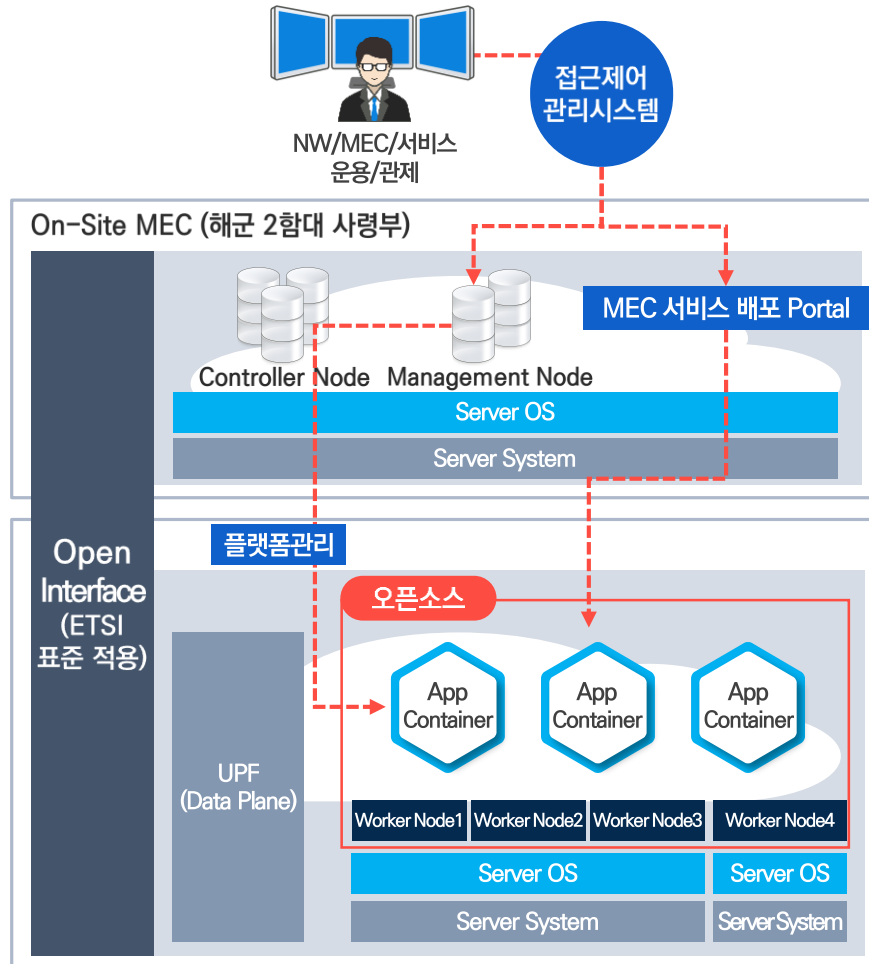 접근제어
관리시스템
NW/MEC/서비스
운용/관제
On-Site MEC (해군 2함대 사령부)
MEC 서비스 배포 Portal
Controller Node
Management Node
Server OS
Server System
Open
Interface
(ETSI
표준 적용)
플랫폼관리
오픈소스
App
Container
App
Container
App
Container
UPF
(Data Plane)
Worker Node1
Worker Node2
Worker Node3
Worker Node4
Server OS
Server OS
Server System
Server System